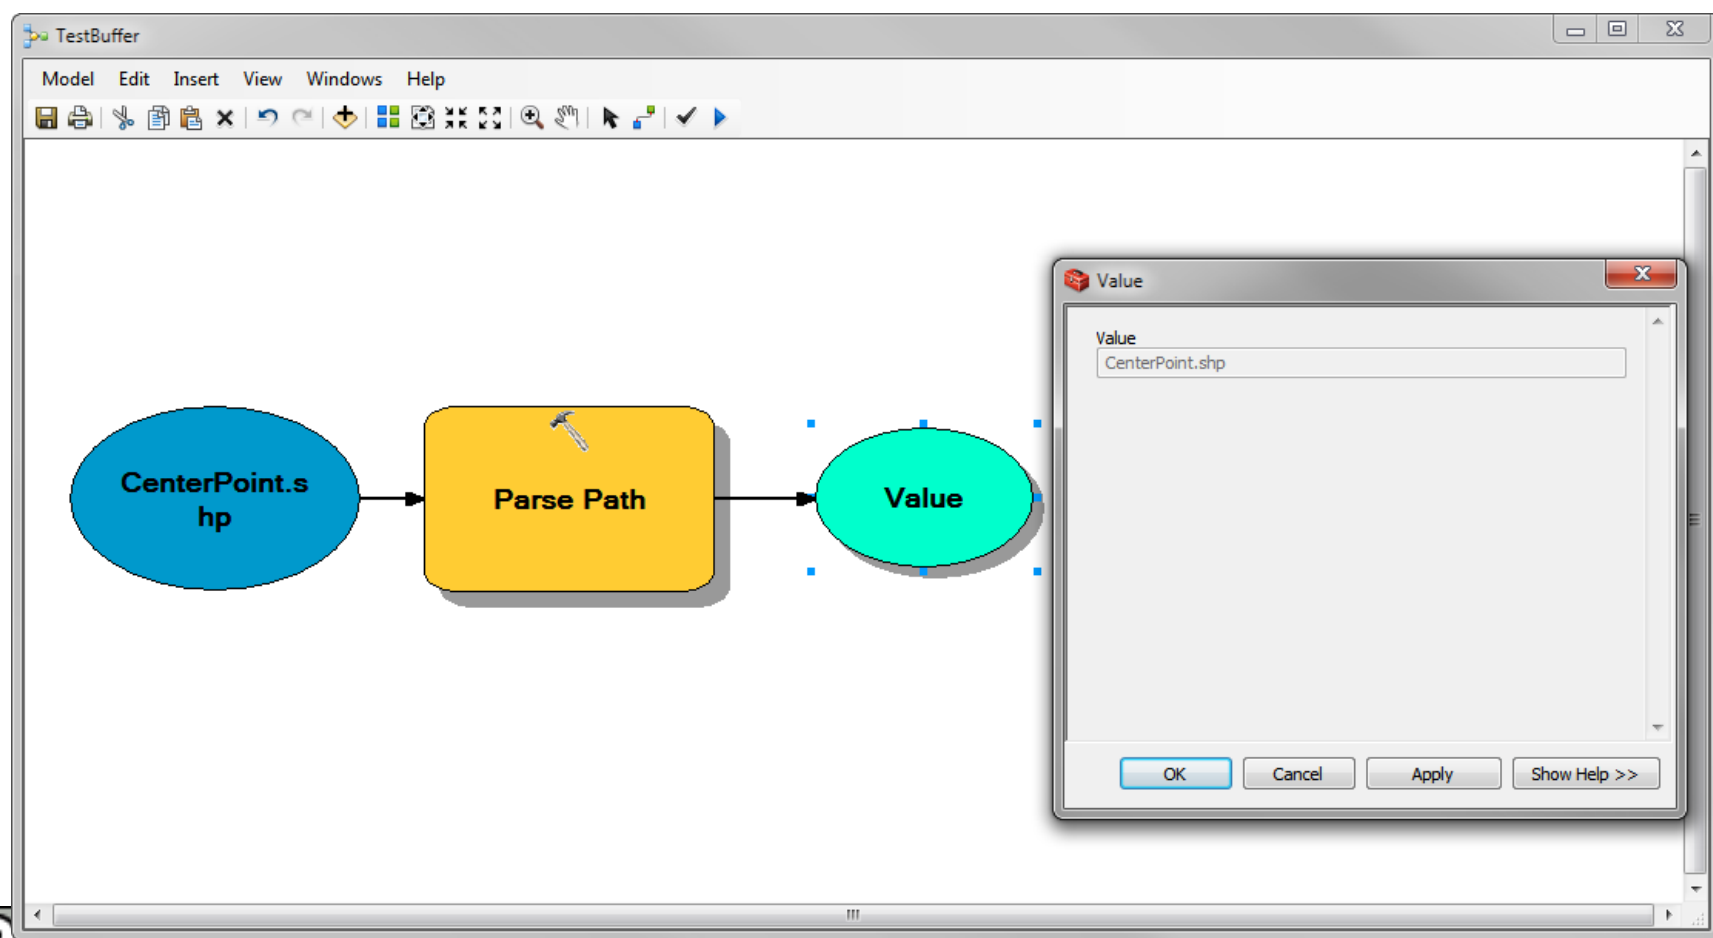 TestBuffer
Model Edit Insert View Windows Help
Value
Value
CenterPoint.shp
CenterPoint.s
hp
Parse Path
Value
OK Cancel Apply Show Help >>